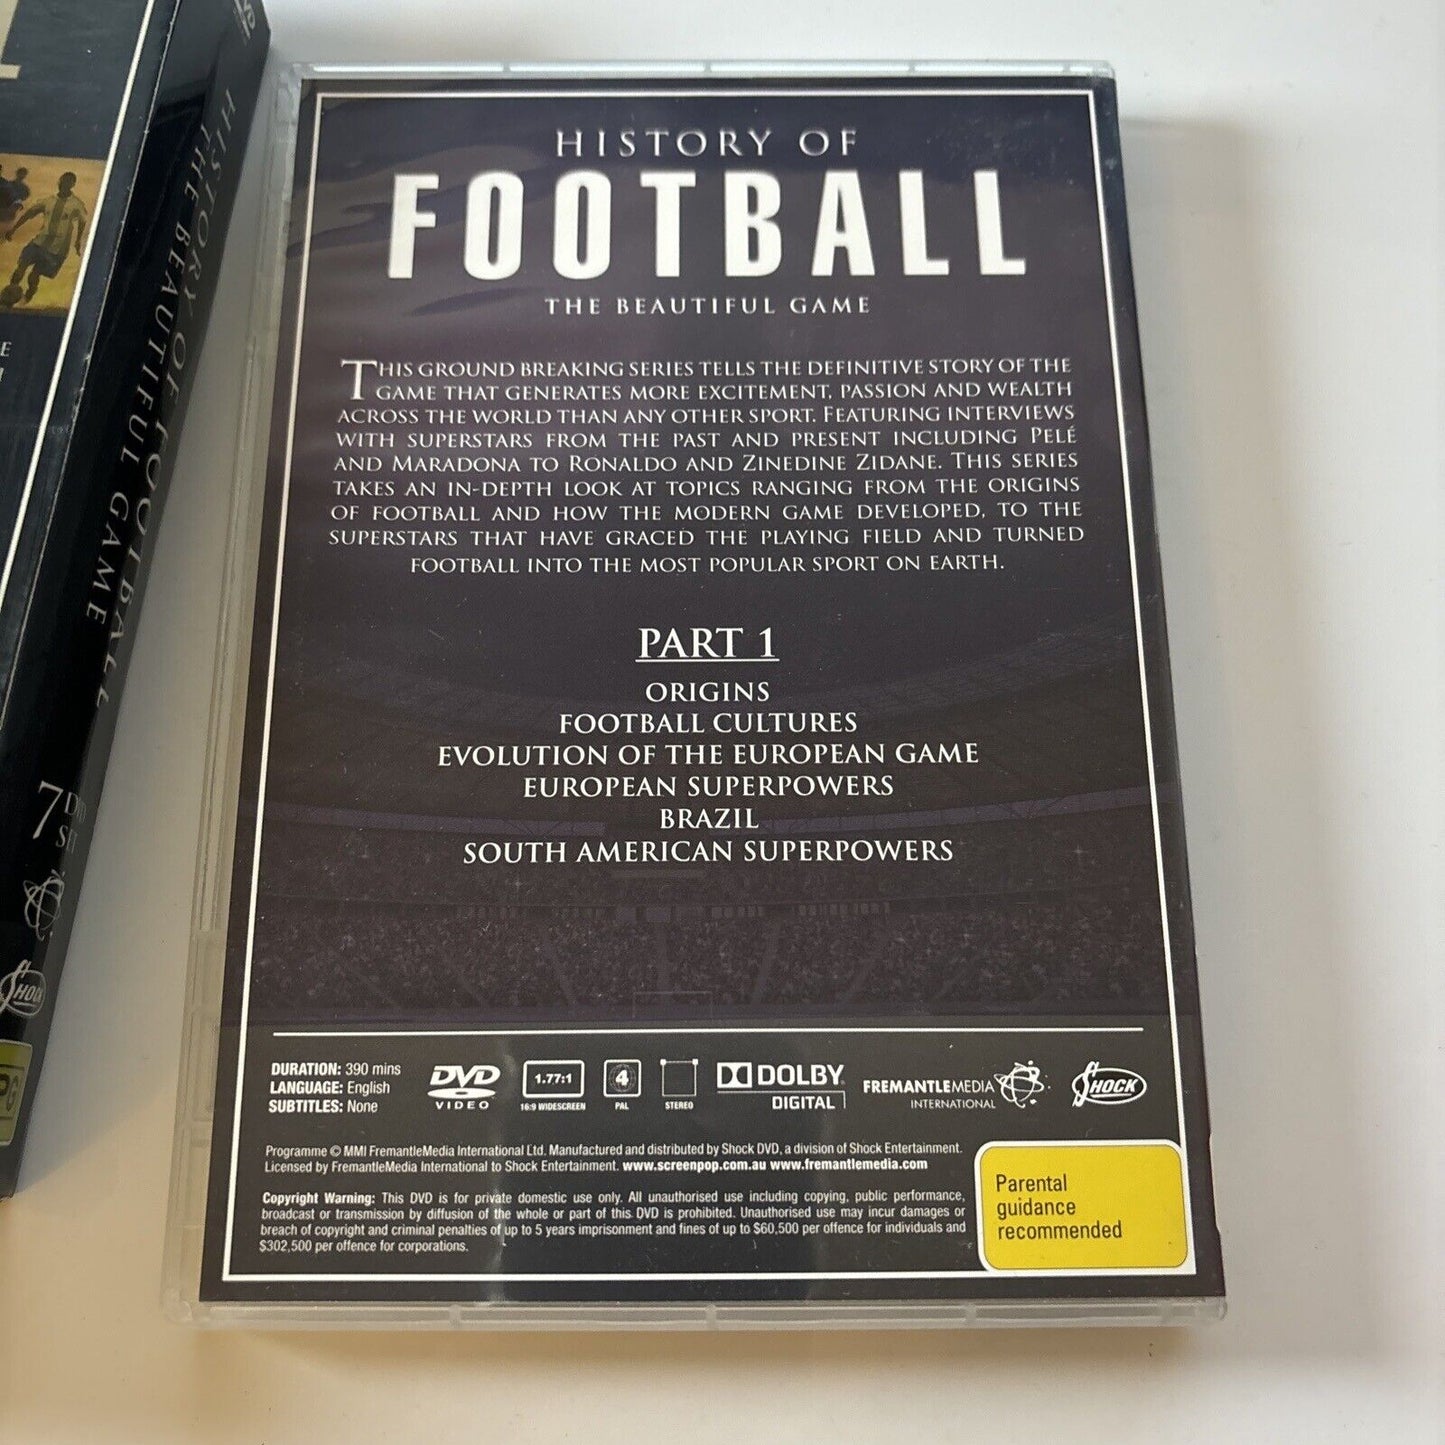 L
E
HISTORY OF FOOTBALL
THE BEAUTIFUL GAME
7 DVD
SET
SHOCK
PG
HISTORY OF
FOOTBALL
THE BEAUTIFUL GAME
THIS GROUND BREAKING SERIES TELLS THE DEFINITIVE STORY OF THE
GAME THAT GENERATES MORE EXCITEMENT, PASSION AND WEALTH
ACROSS THE WORLD THAN ANY OTHER SPORT. FEATURING INTERVIEWS
WITH SUPERSTARS FROM THE PAST AND PRESENT INCLUDING PELÉ
AND MARADONA TO RONALDO AND ZINEDINE ZIDANE. THIS SERIES
TAKES AN IN-DEPTH LOOK AT TOPICS RANGING FROM THE ORIGINS
OF FOOTBALL AND HOW THE MODERN GAME DEVELOPED, TO THE
SUPERSTARS THAT HAVE GRACED THE PLAYING FIELD AND TURNED
FOOTBALL INTO THE MOST POPULAR SPORT ON EARTH.
PART 1
ORIGINS
FOOTBALL CULTURES
EVOLUTION OF THE EUROPEAN GAME
EUROPEAN SUPERPOWERS
BRAZIL
SOUTH AMERICAN SUPERPOWERS
DURATION: 390 mins
LANGUAGE: English
SUBTITLES: None
DVD VIDEO
1.77:1
16:9 WIDESCREEN
4
PAL
STEREO
DOLBY DIGITAL
FREMANTLEMEDIA
INTERNATIONAL
SHOCK
Programme © MMI FremantleMedia International Ltd. Manufactured and distributed by Shock DVD, a division of Shock Entertainment.
Licensed by FremantleMedia International to Shock Entertainment. www.screenpop.com.au www.fremantlemedia.com
Copyright Warning: This DVD is for private domestic use only. All unauthorised use including copying, public performance,
broadcast or transmission by diffusion of the whole or part of this DVD is prohibited. Unauthorised use may incur damages or
breach of copyright and criminal penalties of up to 5 years imprisonment and fines of up to $60,500 per offence for individuals and
$302,500 per offence for corporations.
Parental
guidance
recommended